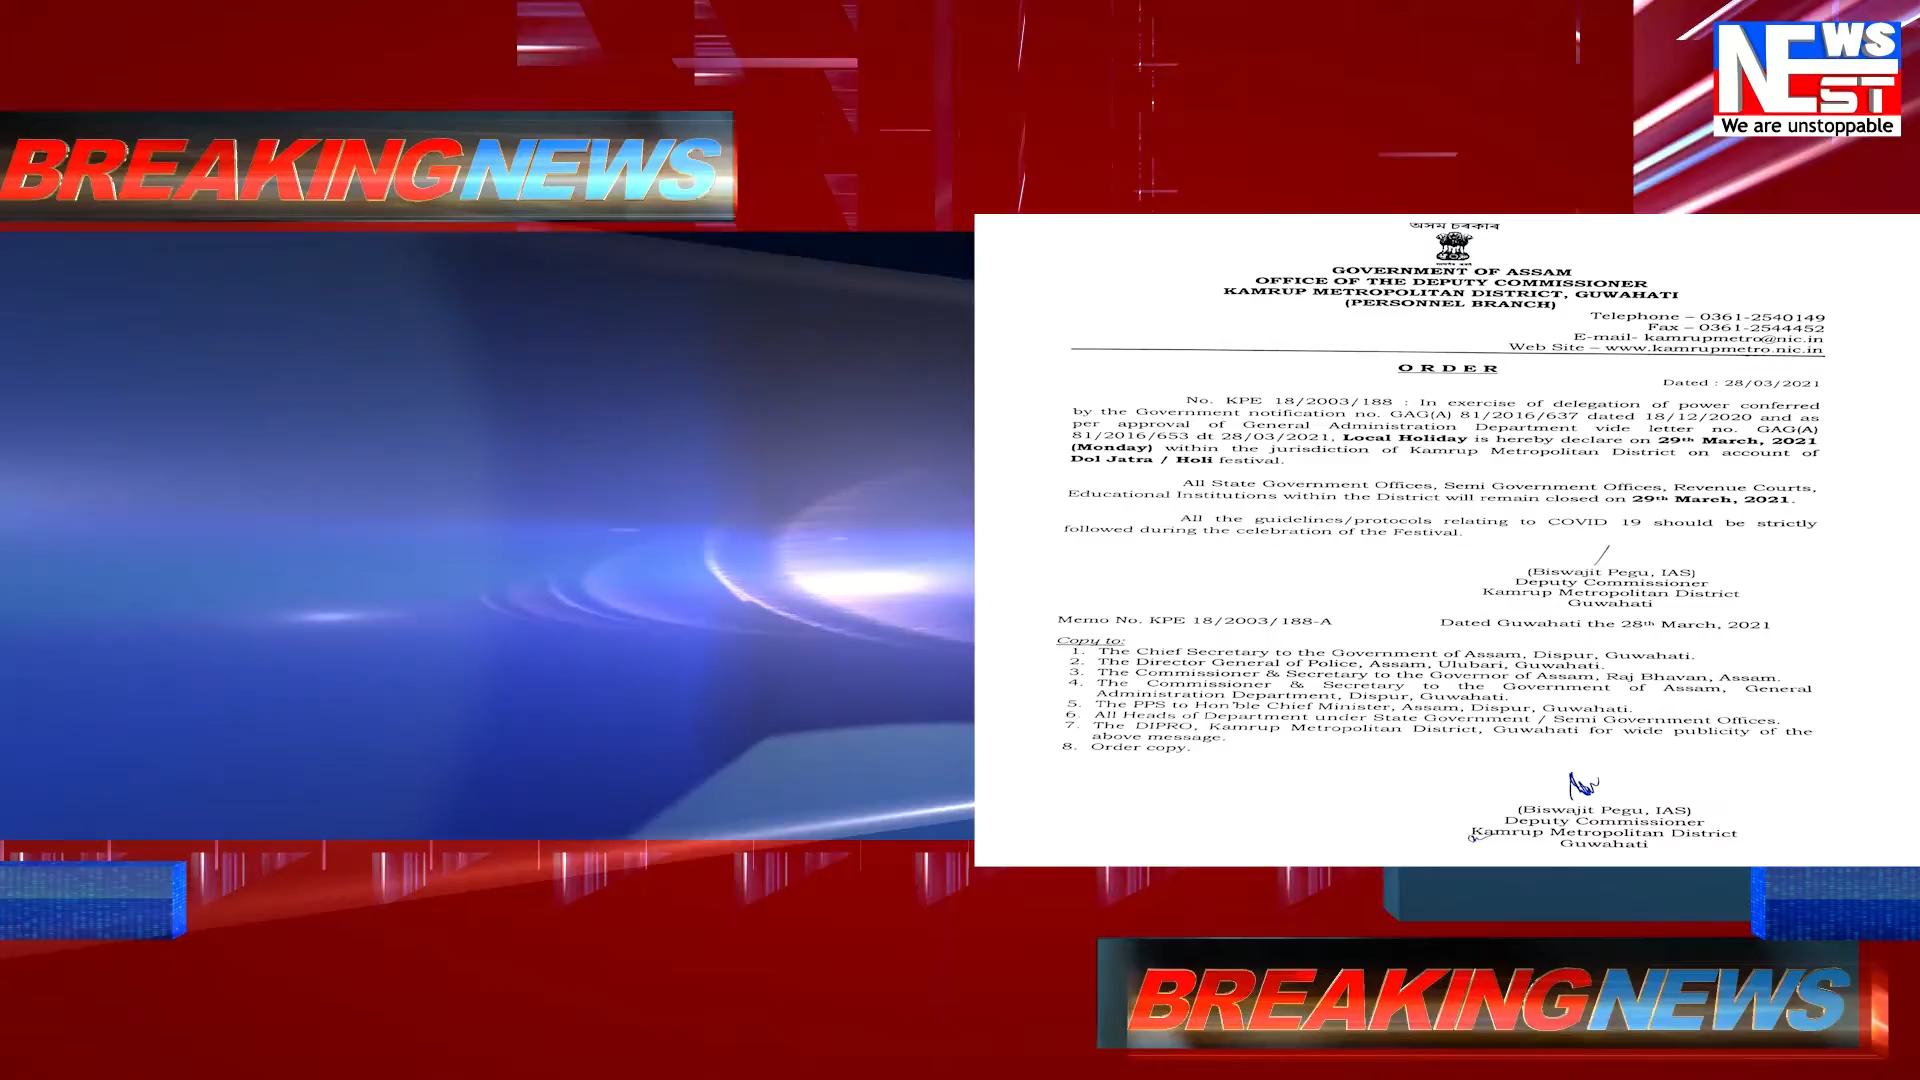 NEWS
EST
We are unstoppable
BREAKINGNEWS
অসম চৰকাৰ
GOVERNMENT OF ASSAM
OFFICE OF THE DEPUTY COMMISSIONER
KAMRUP METROPOLITAN DISTRICT, GUWAHATI
(PERSONNEL BRANCH)
Telephone – 0361-2540149
Fax – 0361-2544452
E-mail- kamrupmetro@nic.in
Web Site – www.kamrupmetro.nic.in
ORDER
Dated : 28/03/2021
No. KPE 18/2003/188 : In exercise of delegation of power conferred
by the Government notification no. GAG(A) 81/2016/637 dated 18/12/2020 and as
per approval of General Administration Department vide letter no. GAG(A)
81/2016/653 dt 28/03/2021, Local Holiday is hereby declare on 29th March, 2021
(Monday) within the jurisdiction of Kamrup Metropolitan District on account of
Dol Jatra / Holi festival.
All State Government Offices, Semi Government Offices, Revenue Courts,
Educational Institutions within the District will remain closed on 29th March, 2021.
All the guidelines/protocols relating to COVID 19 should be strictly
followed during the celebration of the Festival.
(Biswajit Pegu, IAS)
Deputy Commissioner
Kamrup Metropolitan District
Guwahati
Memo No. KPE 18/2003/188-A Dated Guwahati the 28th March, 2021
Copy to:
1. The Chief Secretary to the Government of Assam, Dispur, Guwahati.
2. The Director General of Police, Assam, Ulubari, Guwahati.
3. The Commissioner & Secretary to the Governor of Assam, Raj Bhavan, Assam.
4. The Commissioner & Secretary to the Government of Assam, General
Administration Department, Dispur, Guwahati.
5. The PPS to Hon'ble Chief Minister, Assam, Dispur, Guwahati.
6. All Heads of Department under State Government / Semi Government Offices.
7. The DIPRO, Kamrup Metropolitan District, Guwahati for wide publicity of the
above message.
8. Order copy.
(Biswajit Pegu, IAS)
Deputy Commissioner
Kamrup Metropolitan District
Guwahati
BREAKINGNEWS